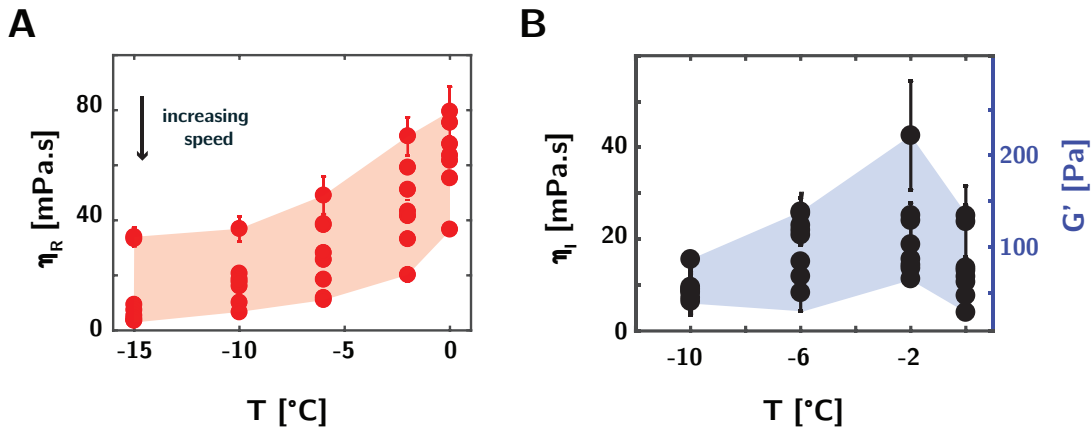 A
B
80
40
0
increasing
speed
η_R [mPa.s]
-15
-10
-5
0
T [°C]
40
20
0
η_I [mPa.s]
200
100
G' [Pa]
-10
-6
-2
T [°C]